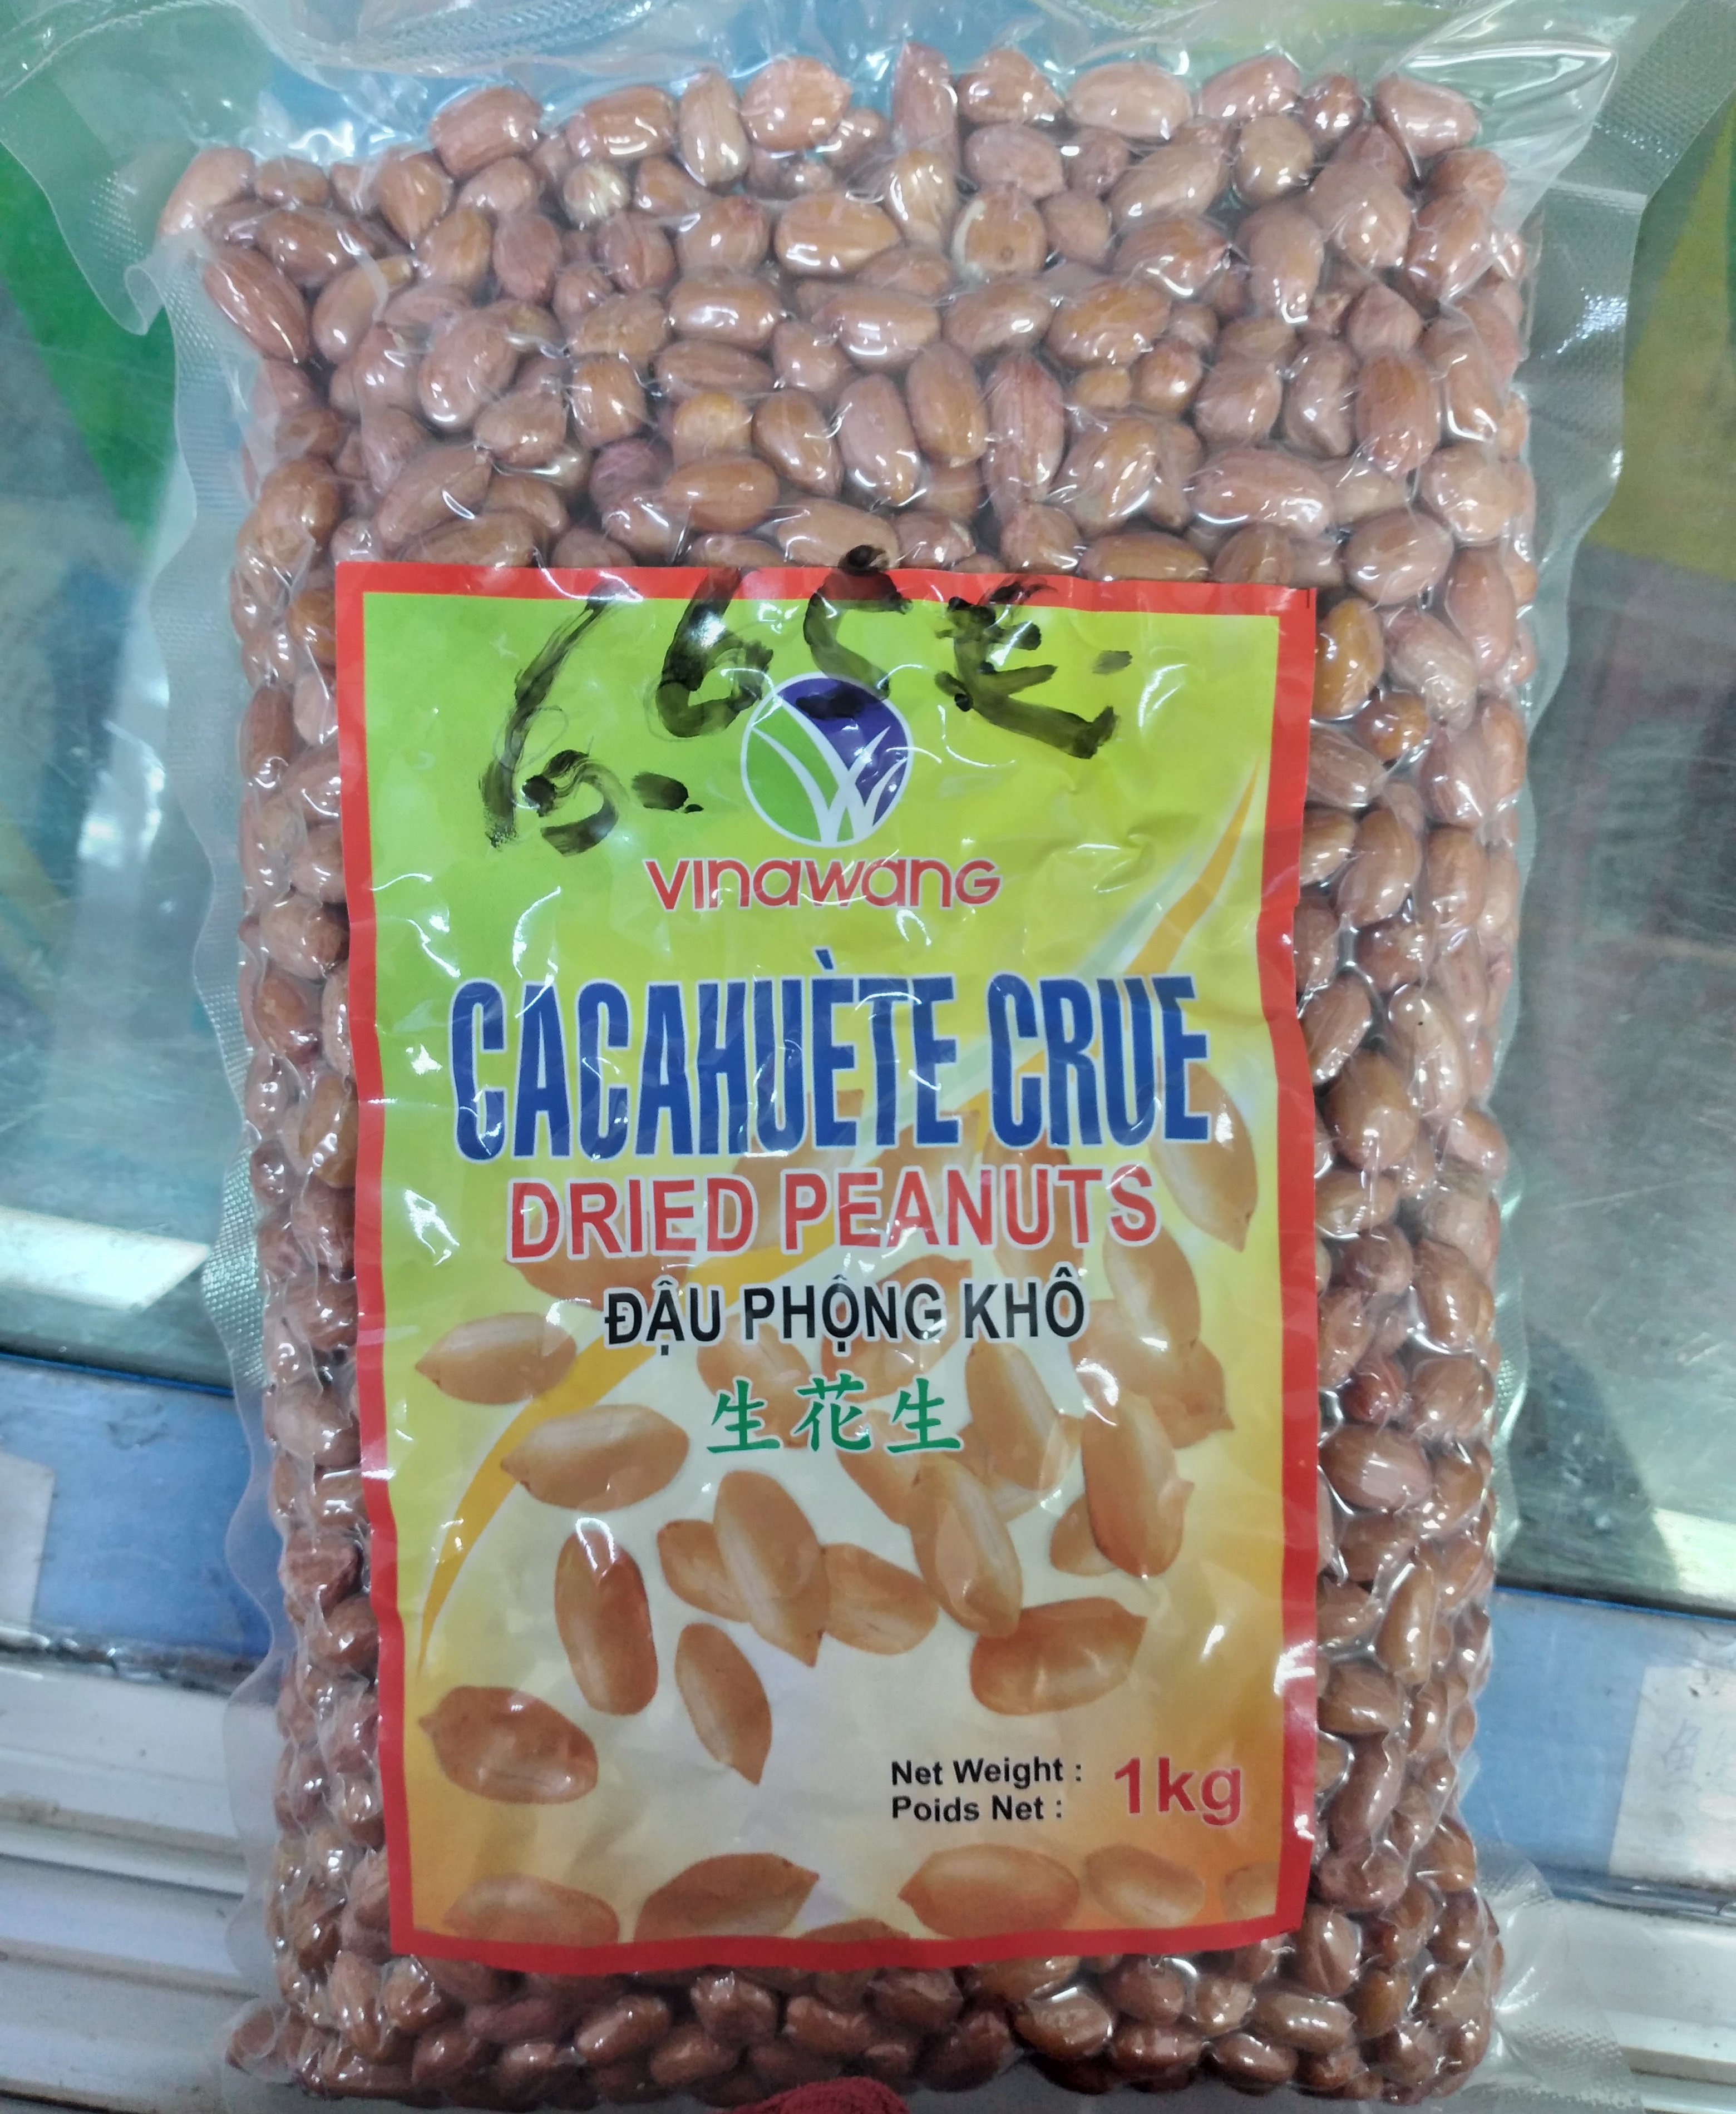 vinawang
CACAHUÈTE CRUE
DRIED PEANUTS
ĐẬU PHỘNG KHÔ
生花生
Net Weight :
Poids Net :
1kg